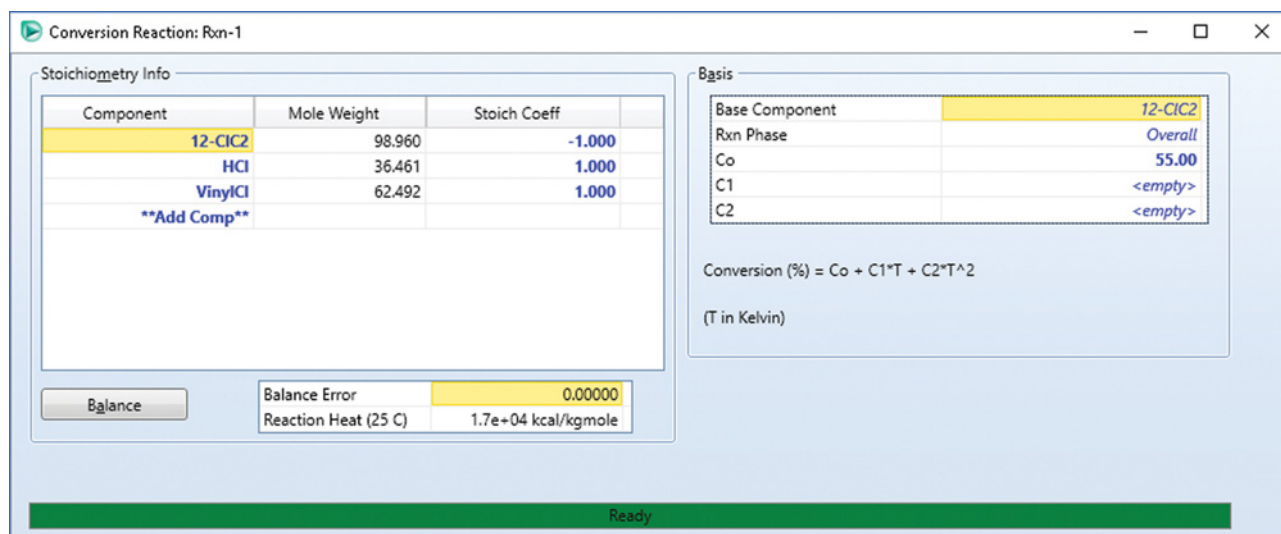 Conversion Reaction: Rxn-1
Stoichiometry Info
Component Mole Weight Stoich Coeff
12-ClC2 98.960 -1.000
HCl 36.461 1.000
VinylCl 62.492 1.000
**Add Comp**
Balance
Balance Error 0.00000
Reaction Heat (25 C) 1.7e+04 kcal/kgmole
Basis
Base Component 12-ClC2
Rxn Phase Overall
Co 55.00
C1 <empty>
C2 <empty>
Conversion (%) = Co + C1*T + C2*T^2
(T in Kelvin)
Ready